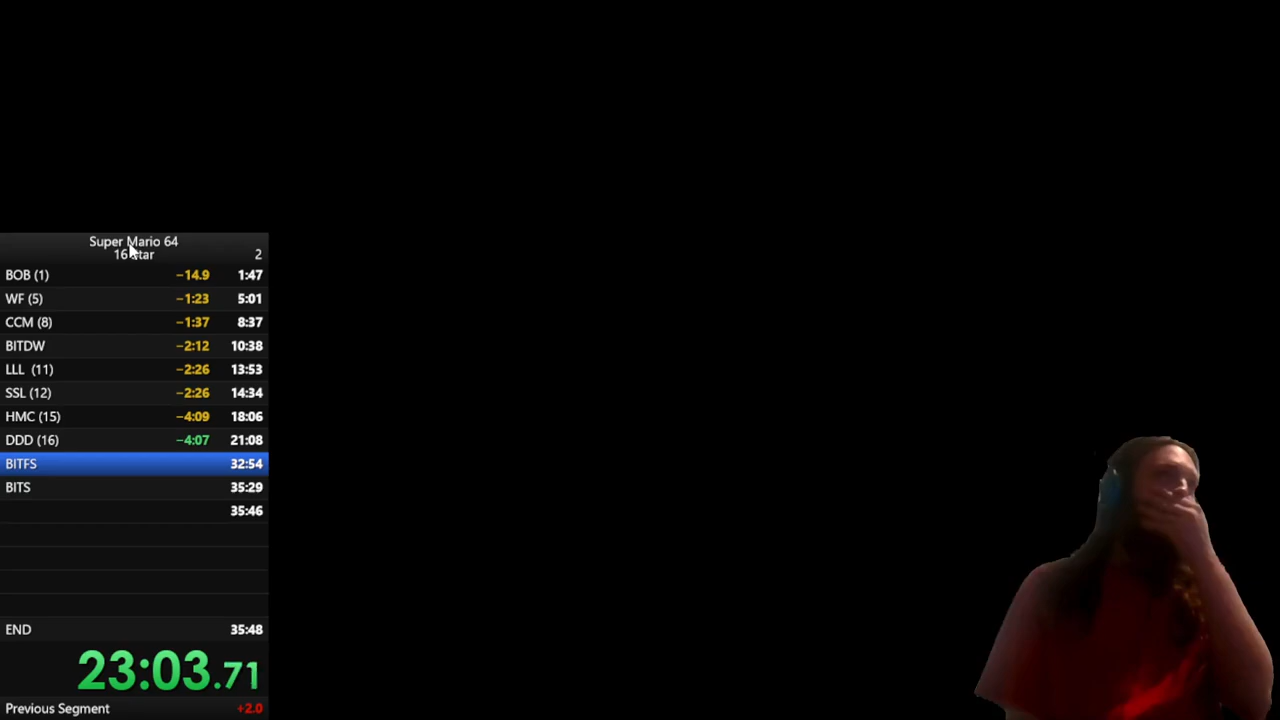 Super Mario 64
16 Star 2
BOB (1) −14.9 1:47
WF (5) −1:23 5:01
CCM (8) −1:37 8:37
BITDW −2:12 10:38
LLL (11) −2:26 13:53
SSL (12) −2:26 14:34
HMC (15) −4:09 18:06
DDD (16) −4:07 21:08
BITFS 32:54
BITS 35:29
35:46
END 35:48
23:03.71
Previous Segment +2.0